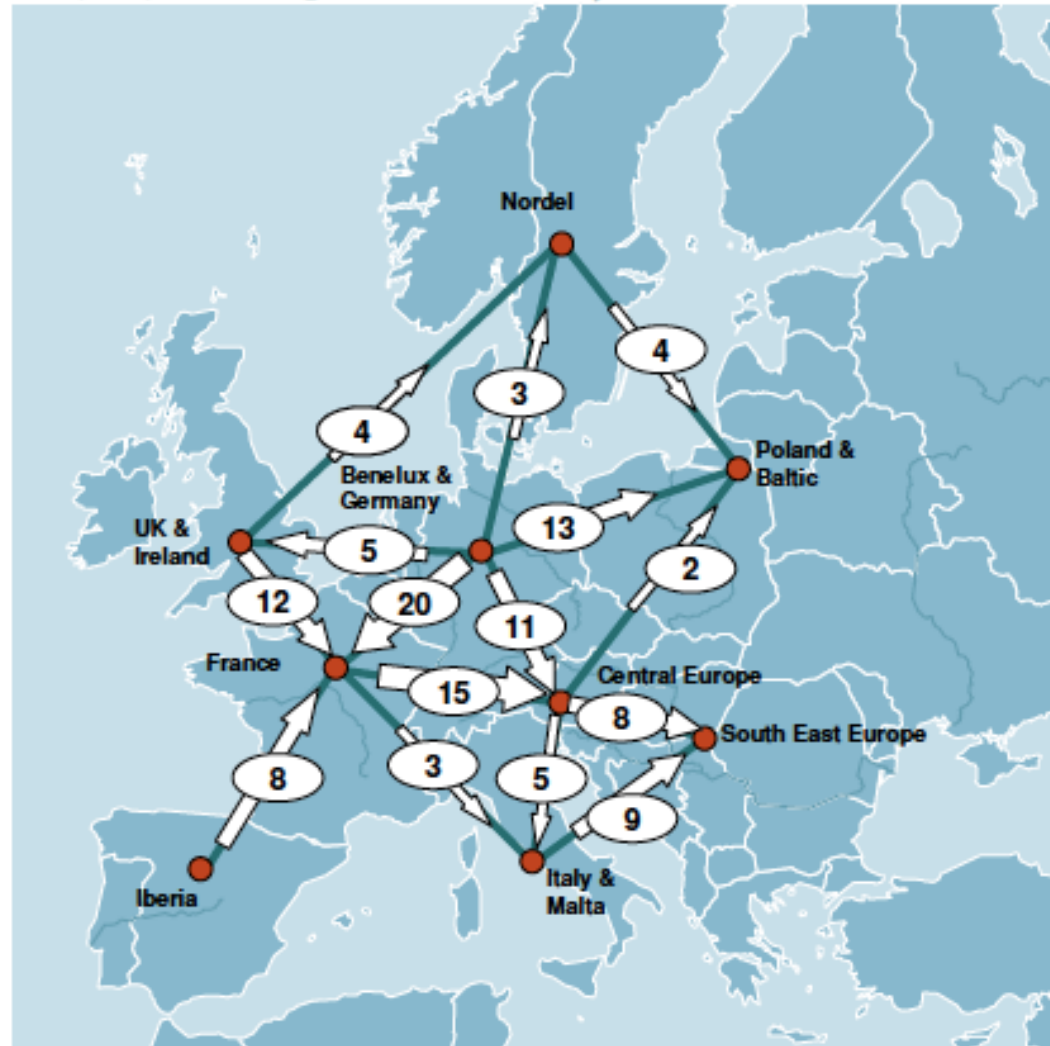 Nordel
4
3
4
Benelux &
Germany
Poland &
Baltic
UK &
Ireland
5
13
2
12
20
11
France
15
Central Europe
8
South East Europe
8
3
5
9
Iberia
Italy &
Malta